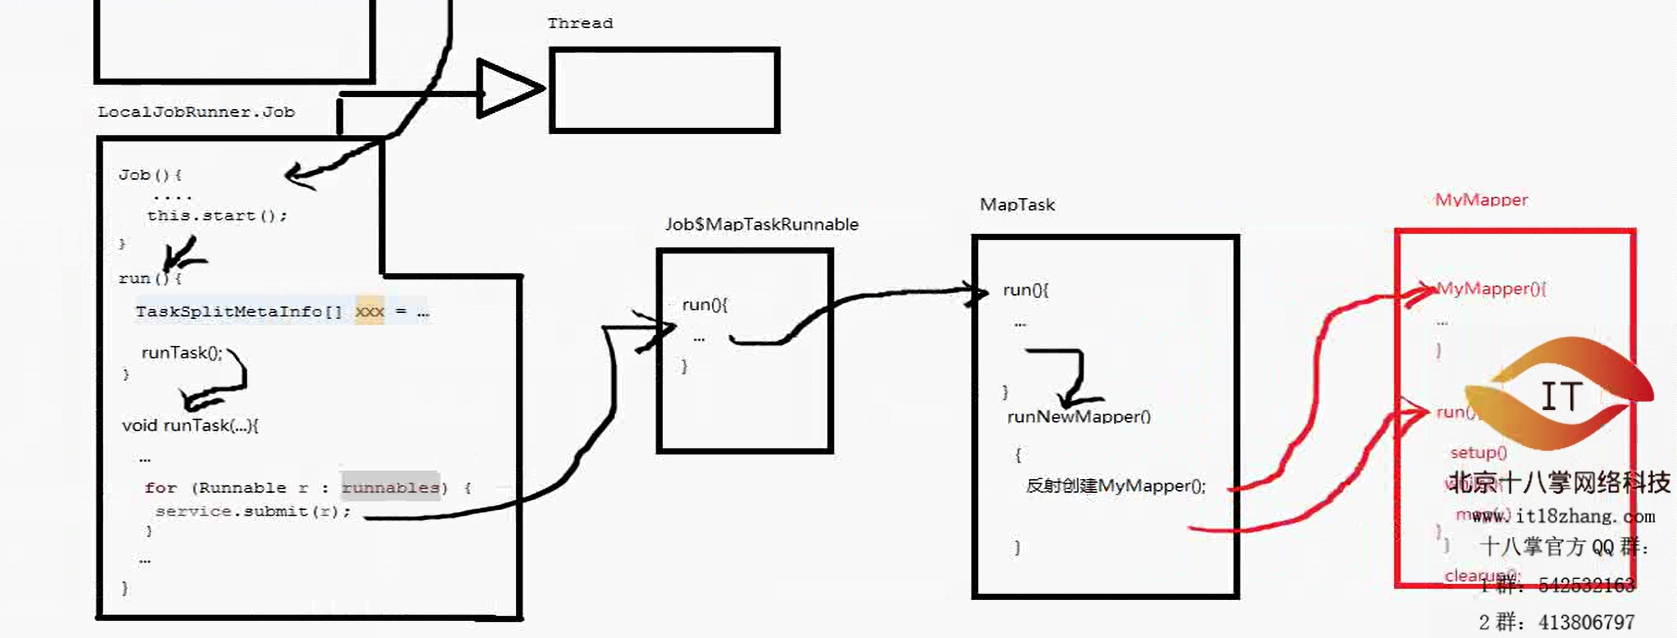 Thread
LocalJobRunner.Job
Job(){
....
this.start();
}
run(){
TaskSplitMetaInfo[] xxx = ...
runTask();
}
void runTask(...){
...
for (Runnable r : runnables) {
service.submit(r);
}
...
}
Job$MapTaskRunnable
run(){
...
}
MapTask
run(){
...
}
runNewMapper()
{
反射创建MyMapper();
}
MyMapper
MyMapper(){
...
}
run()
setup()
map()
}
}
clearup();
IT
北京十八掌网络科技
www.it18zhang.com
十八掌官方QQ群:
1群: 542532163
2群: 413806797